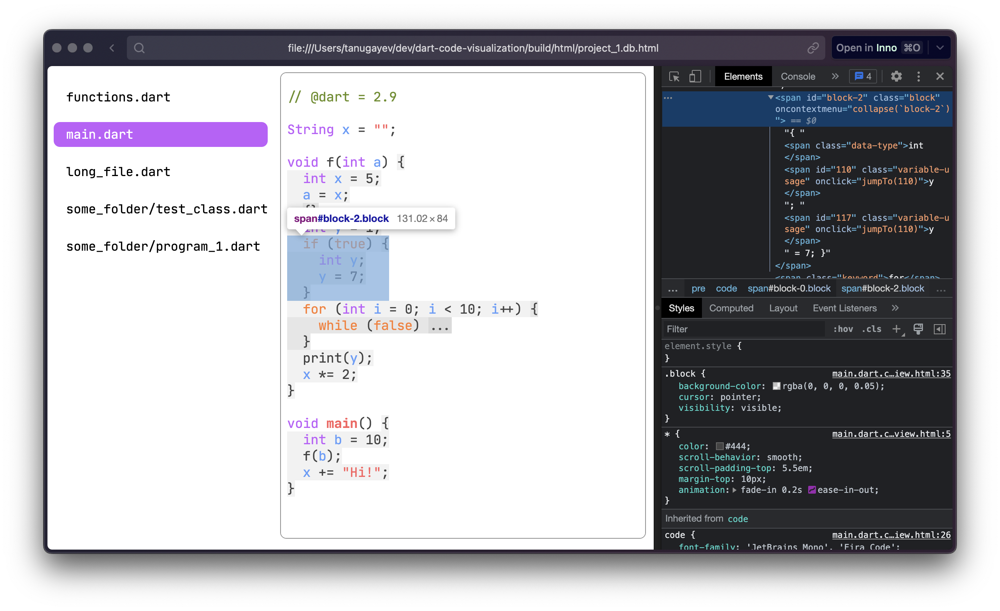 file:///Users/tanugayev/dev/dart-code-visualization/build/html/project_1.db.html
Open in Inno ⌘O
functions.dart
main.dart
long_file.dart
some_folder/test_class.dart
some_folder/program_1.dart
// @dart = 2.9
String x = "";
void f(int a) {
int x = 5;
a = x;
{}
span#block-2.block 131.02 × 84
int y = 1;
if (true) {
int y;
y = 7;
}
for (int i = 0; i < 10; i++) {
while (false) ...
}
print(y);
x *= 2;
}
void main() {
int b = 10;
f(b);
x += "Hi!";
}
Elements Console » 4
… <span id="block-2" class="block"
oncontextmenu="collapse(`block-2`)
"> == $0
"{ "
<span class="data-type">int
</span>
<span id="110" class="variable-u
sage" onclick="jumpTo(110)">y
</span>
"; "
<span id="117" class="variable-u
sage" onclick="jumpTo(110)">y
</span>
" = 7; }"
</span>
<span class="keyword">for</span>
… pre code span#block-0.block span#block-2.block …
Styles Computed Layout Event Listeners »
Filter :hov .cls +
element.style {
}
.block { main.dart.c…iew.html:35
background-color: rgba(0, 0, 0, 0.05);
cursor: pointer;
visibility: visible;
}
* { main.dart.c…view.html:5
color: #444;
scroll-behavior: smooth;
scroll-padding-top: 5.5em;
margin-top: 10px;
animation: fade-in 0.2s ease-in-out;
}
Inherited from code
code { main.dart.c…iew.html:26
font-family: 'JetBrains Mono', 'Fira Code';